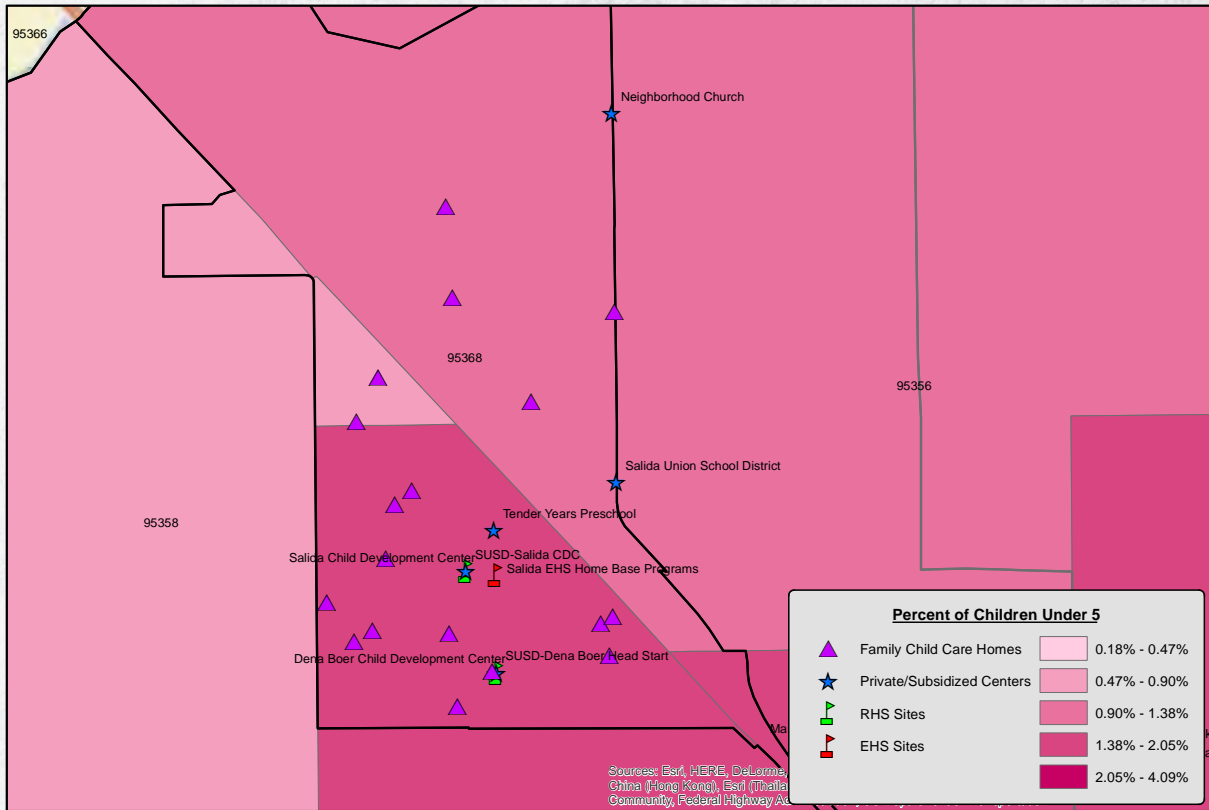 95366
Neighborhood Church
95368
95356
Salida Union School District
Tender Years Preschool
95358
Salida Child Development Center
SUSD-Salida CDC
Salida EHS Home Base Programs
Dena Boer Child Development Center
SUSD-Dena Boer Head Start
Percent of Children Under 5
Family Child Care Homes
0.18% - 0.47%
Private/Subsidized Centers
0.47% - 0.90%
RHS Sites
0.90% - 1.38%
EHS Sites
1.38% - 2.05%
2.05% - 4.09%
Ma
Sources: Esri, HERE, DeLorme,
China (Hong Kong), Esri (Thaila
Community, Federal Highway Ad